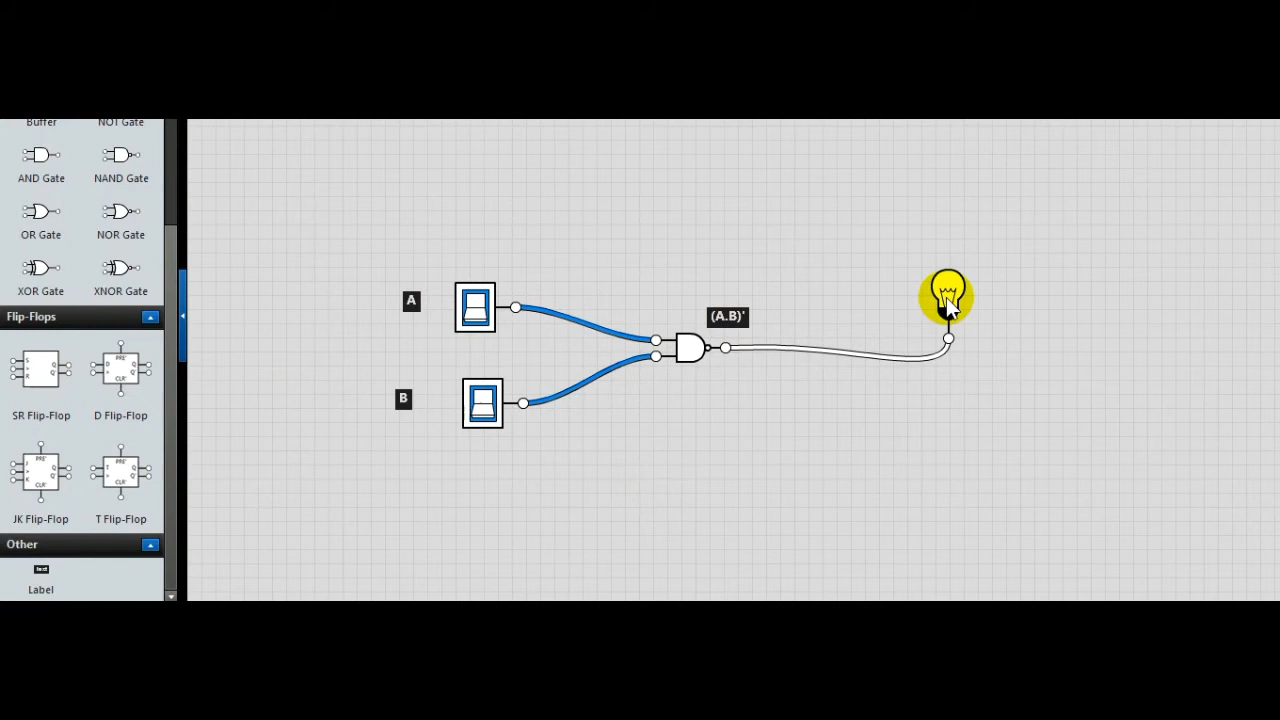 Buffer NOT Gate
AND Gate NAND Gate
OR Gate NOR Gate
XOR Gate XNOR Gate
Flip-Flops
SR Flip-Flop D Flip-Flop
JK Flip-Flop T Flip-Flop
Other
Label
A
B
(A.B)'